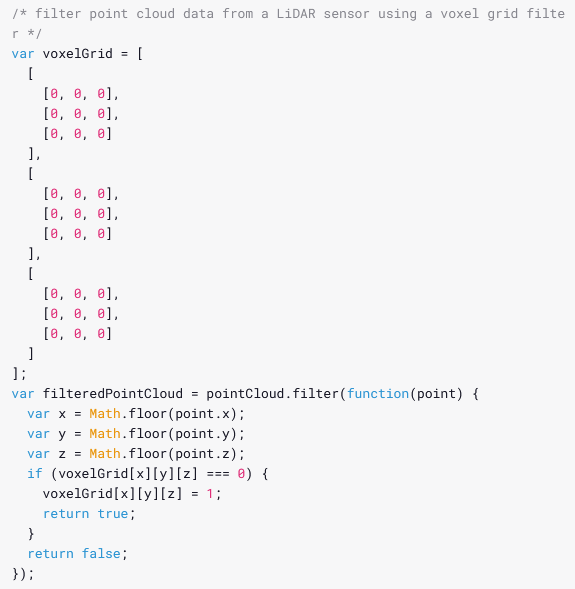 /* filter point cloud data from a LiDAR sensor using a voxel grid filte
r */
var voxelGrid = [
  [
    [0, 0, 0],
    [0, 0, 0],
    [0, 0, 0]
  ],
  [
    [0, 0, 0],
    [0, 0, 0],
    [0, 0, 0]
  ],
  [
    [0, 0, 0],
    [0, 0, 0],
    [0, 0, 0]
  ]
];
var filteredPointCloud = pointCloud.filter(function(point) {
  var x = Math.floor(point.x);
  var y = Math.floor(point.y);
  var z = Math.floor(point.z);
  if (voxelGrid[x][y][z] === 0) {
    voxelGrid[x][y][z] = 1;
    return true;
  }
  return false;
});